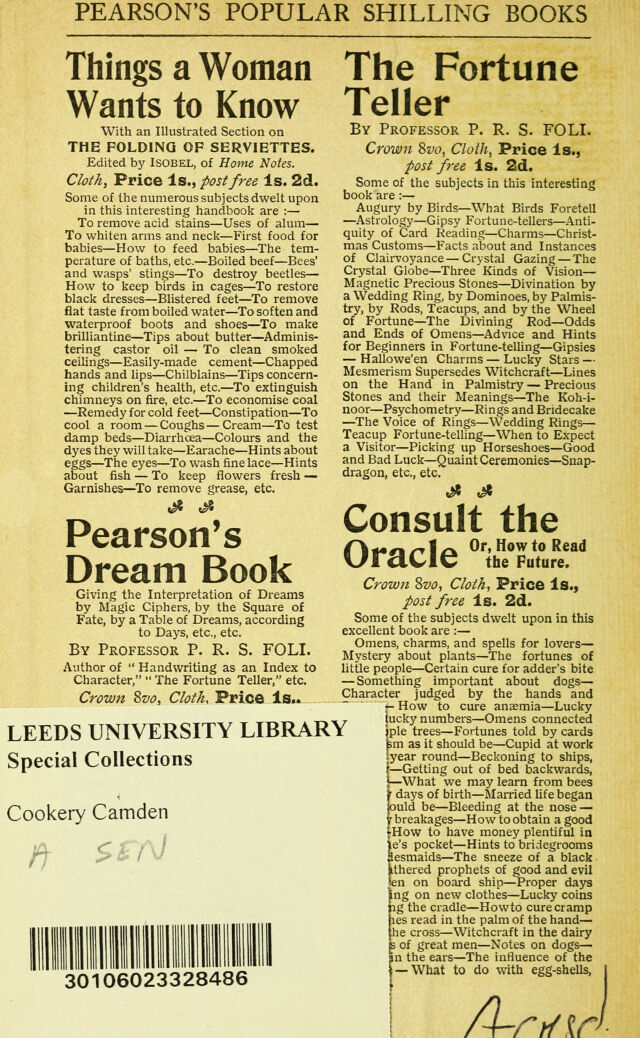 PEARSON'S POPULAR SHILLING BOOKS
Things a Woman
Wants to Know
With an Illustrated Section on
THE FOLDING OF SERVIETTES.
Edited by ISOBEL, of Home Notes.
Cloth, Price 1s., post free 1s. 2d.
Some of the numerous subjects dwelt upon
in this interesting handbook are :—
To remove acid stains—Uses of alum—
To whiten arms and neck—First food for
babies—How to feed babies—The tem-
perature of baths, etc.—Boiled beef—Bees'
and wasps' stings—To destroy beetles—
How to keep birds in cages—To restore
black dresses—Blistered feet—To remove
flat taste from boiled water—To soften and
waterproof boots and shoes—To make
brilliantine—Tips about butter—Adminis-
tering castor oil — To clean smoked
ceilings—Easily-made cement—Chapped
hands and lips—Chilblains—Tips concern-
ing children's health, etc.—To extinguish
chimneys on fire, etc.—To economise coal
—Remedy for cold feet—Constipation—To
cool a room — Coughs — Cream—To test
damp beds—Diarrhœa—Colours and the
dyes they will take—Earache—Hints about
eggs—The eyes—To wash fine lace—Hints
about fish — To keep flowers fresh —
Garnishes—To remove grease, etc.
Pearson's
Dream Book
Giving the Interpretation of Dreams
by Magic Ciphers, by the Square of
Fate, by a Table of Dreams, according
to Days, etc., etc.
BY PROFESSOR P. R. S. FOLI.
Author of "Handwriting as an Index to
Character," "The Fortune Teller," etc.
Crown 8vo, Cloth, Price 1s.,
The Fortune
Teller
BY PROFESSOR P. R. S. FOLI.
Crown 8vo, Cloth, Price 1s.,
post free 1s. 2d.
Some of the subjects in this interesting
book are :—
Augury by Birds—What Birds Foretell
—Astrology—Gipsy Fortune-tellers—Anti-
quity of Card Reading—Charms—Christ-
mas Customs—Facts about and Instances
of Clairvoyance — Crystal Gazing — The
Crystal Globe—Three Kinds of Vision—
Magnetic Precious Stones—Divination by
a Wedding Ring, by Dominoes, by Palmis-
try, by Rods, Teacups, and by the Wheel
of Fortune—The Divining Rod—Odds
and Ends of Omens—Advice and Hints
for Beginners in Fortune-telling—Gipsies
— Hallowe'en Charms — Lucky Stars —
Mesmerism Supersedes Witchcraft—Lines
on the Hand in Palmistry — Precious
Stones and their Meanings—The Koh-i-
noor—Psychometry—Rings and Bridecake
—The Voice of Rings—Wedding Rings—
Teacup Fortune-telling—When to Expect
a Visitor—Picking up Horseshoes—Good
and Bad Luck—Quaint Ceremonies—Snap-
dragon, etc., etc.
Consult the
Oracle Or, How to Read
the Future.
Crown 8vo, Cloth, Price 1s.,
post free 1s. 2d.
Some of the subjects dwelt upon in this
excellent book are :—
Omens, charms, and spells for lovers—
Mystery about plants—The fortunes of
little people—Certain cure for adder's bite
—Something important about dogs—
Character judged by the hands and
— How to cure anæmia—Lucky
ucky numbers—Omens connected
ple trees—Fortunes told by cards
sm as it should be—Cupid at work
year round—Beckoning to ships,
—Getting out of bed backwards,
—What we may learn from bees
days of birth—Married life began
ould be—Bleeding at the nose —
breakages—How to obtain a good
How to have money plentiful in
e's pocket—Hints to bridegrooms
lesmaids—The sneeze of a black
thered prophets of good and evil
en on board ship—Proper days
ing on new clothes—Lucky coins
ng the cradle—How to cure cramp
nes read in the palm of the hand—
the cross—Witchcraft in the dairy
s of great men—Notes on dogs—
in the ears—The influence of the
— What to do with egg-shells,
LEEDS UNIVERSITY LIBRARY
Special Collections
Cookery Camden
A SEN
30106023328486